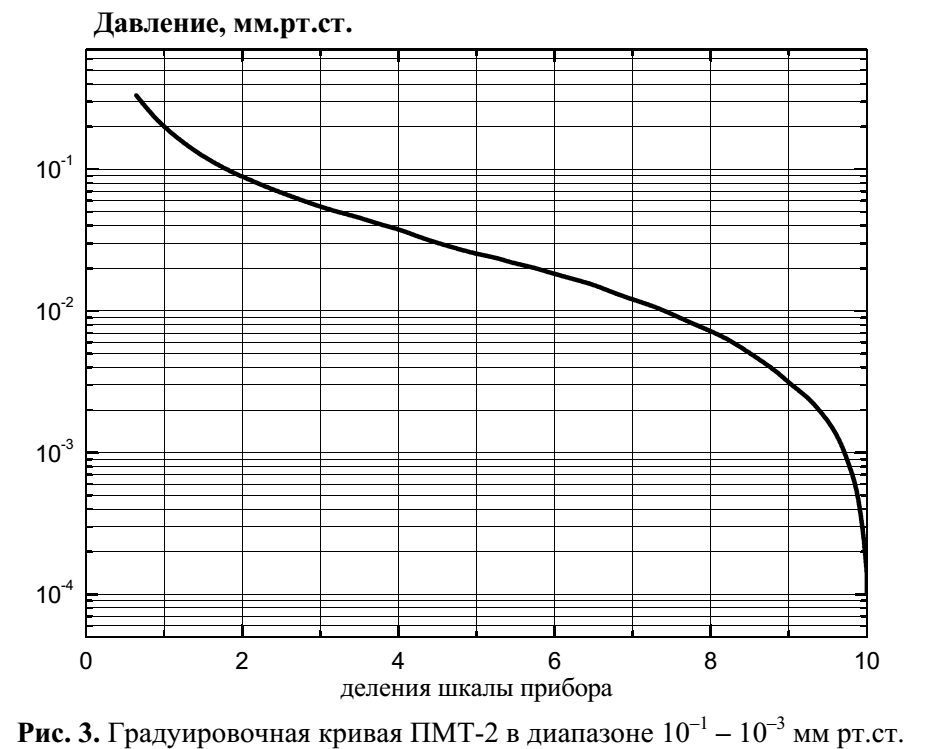 Давление, мм.рт.ст.
10⁻¹
10⁻²
10⁻³
10⁻⁴
0 2 4 6 8 10
деления шкалы прибора
Рис. 3. Градуировочная кривая ПМТ-2 в диапазоне 10⁻¹ – 10⁻³ мм рт.ст.